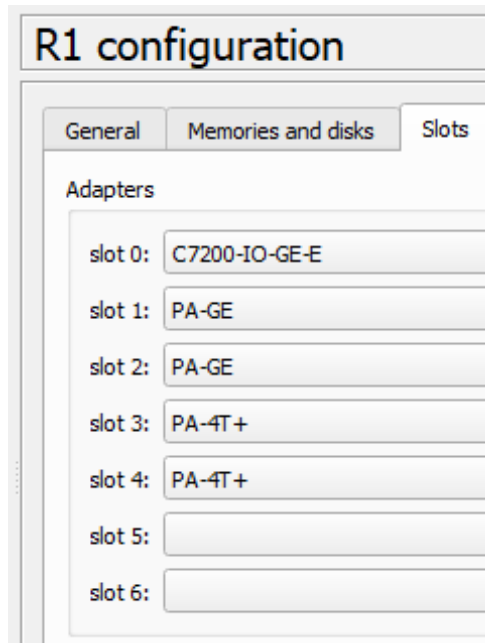 R1 configuration
General Memories and disks Slots
Adapters
slot 0: C7200-IO-GE-E
slot 1: PA-GE
slot 2: PA-GE
slot 3: PA-4T+
slot 4: PA-4T+
slot 5:
slot 6: